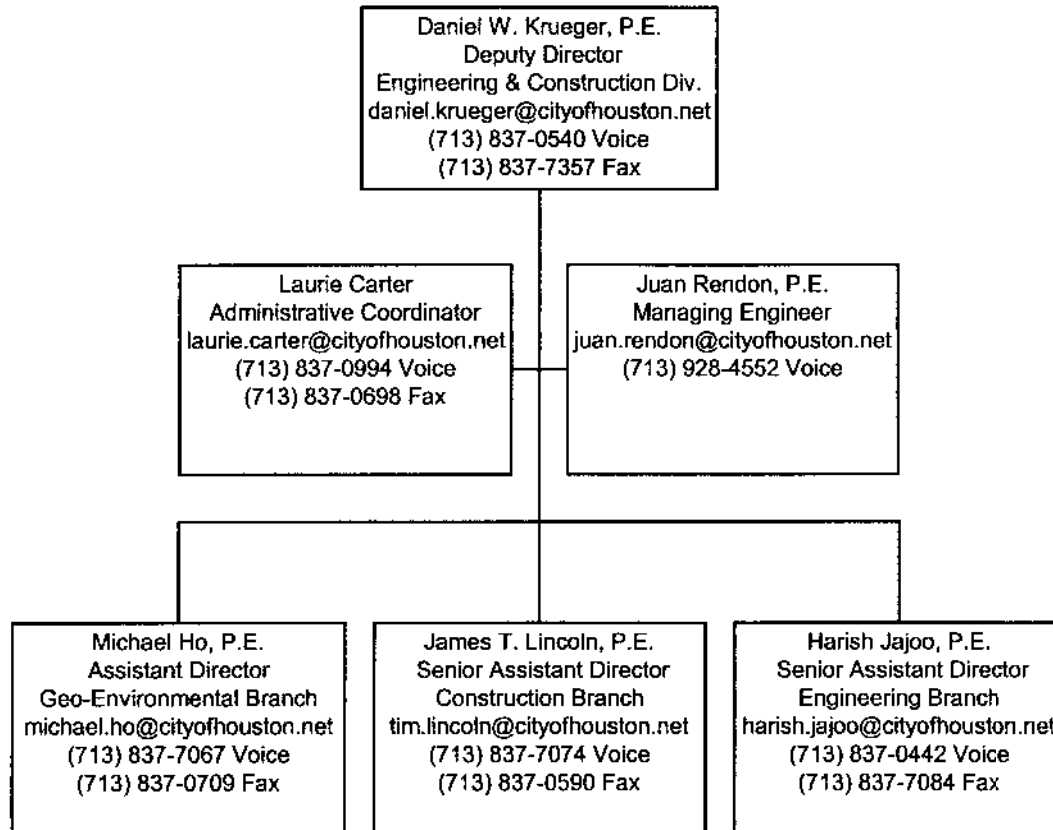 Daniel W. Krueger, P.E.
Deputy Director
Engineering & Construction Div.
daniel.krueger@cityofhouston.net
(713) 837-0540 Voice
(713) 837-7357 Fax
Laurie Carter
Administrative Coordinator
laurie.carter@cityofhouston.net
(713) 837-0994 Voice
(713) 837-0698 Fax
Juan Rendon, P.E.
Managing Engineer
juan.rendon@cityofhouston.net
(713) 928-4552 Voice
Michael Ho, P.E.
Assistant Director
Geo-Environmental Branch
michael.ho@cityofhouston.net
(713) 837-7067 Voice
(713) 837-0709 Fax
James T. Lincoln, P.E.
Senior Assistant Director
Construction Branch
tim.lincoln@cityofhouston.net
(713) 837-7074 Voice
(713) 837-0590 Fax
Harish Jajoo, P.E.
Senior Assistant Director
Engineering Branch
harish.jajoo@cityofhouston.net
(713) 837-0442 Voice
(713) 837-7084 Fax